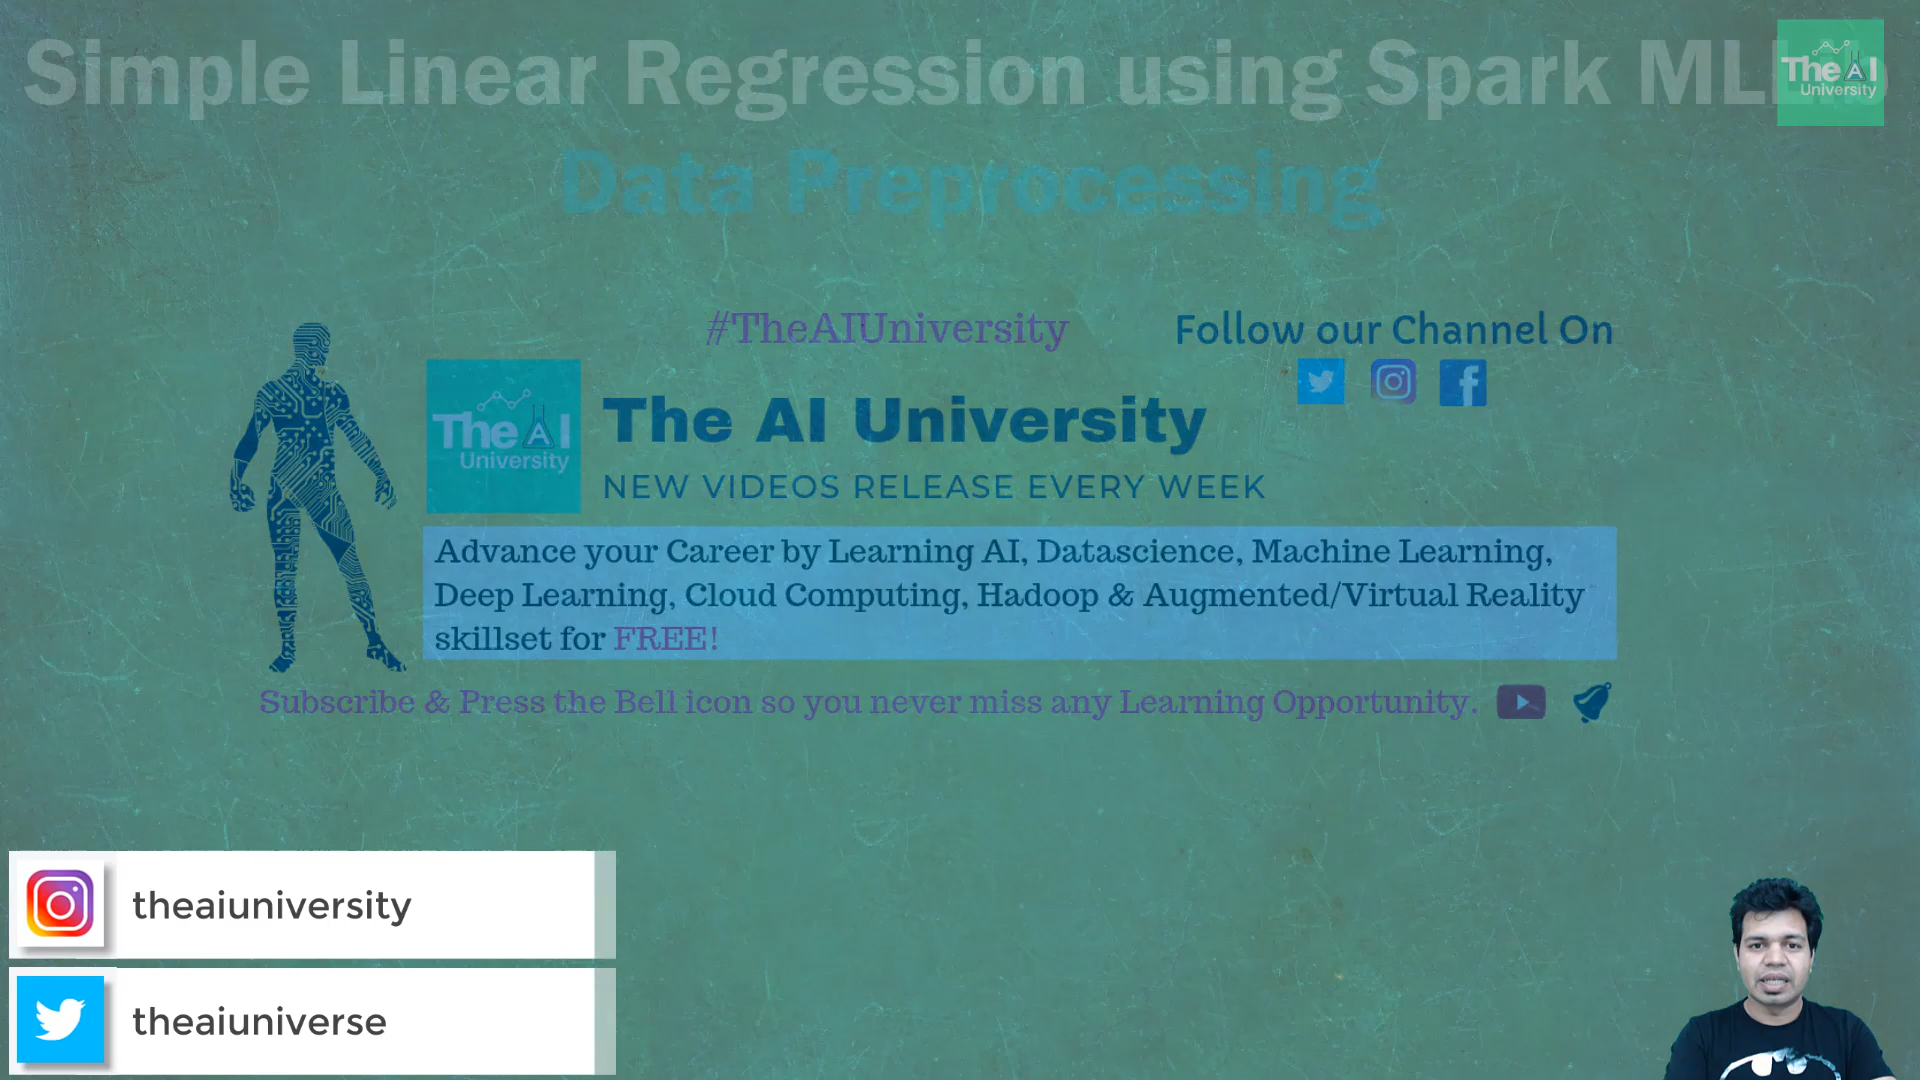 Simple Linear Regression using Spark MLlib
The AI
University
Data Preprocessing
#TheAIUniversity
Follow our Channel On
The AI
University
The AI University
NEW VIDEOS RELEASE EVERY WEEK
Advance your Career by Learning AI, Datascience, Machine Learning,
Deep Learning, Cloud Computing, Hadoop & Augmented/Virtual Reality
skillset for FREE!
Subscribe & Press the Bell icon so you never miss any Learning Opportunity.
theaiuniversity
theaiuniverse